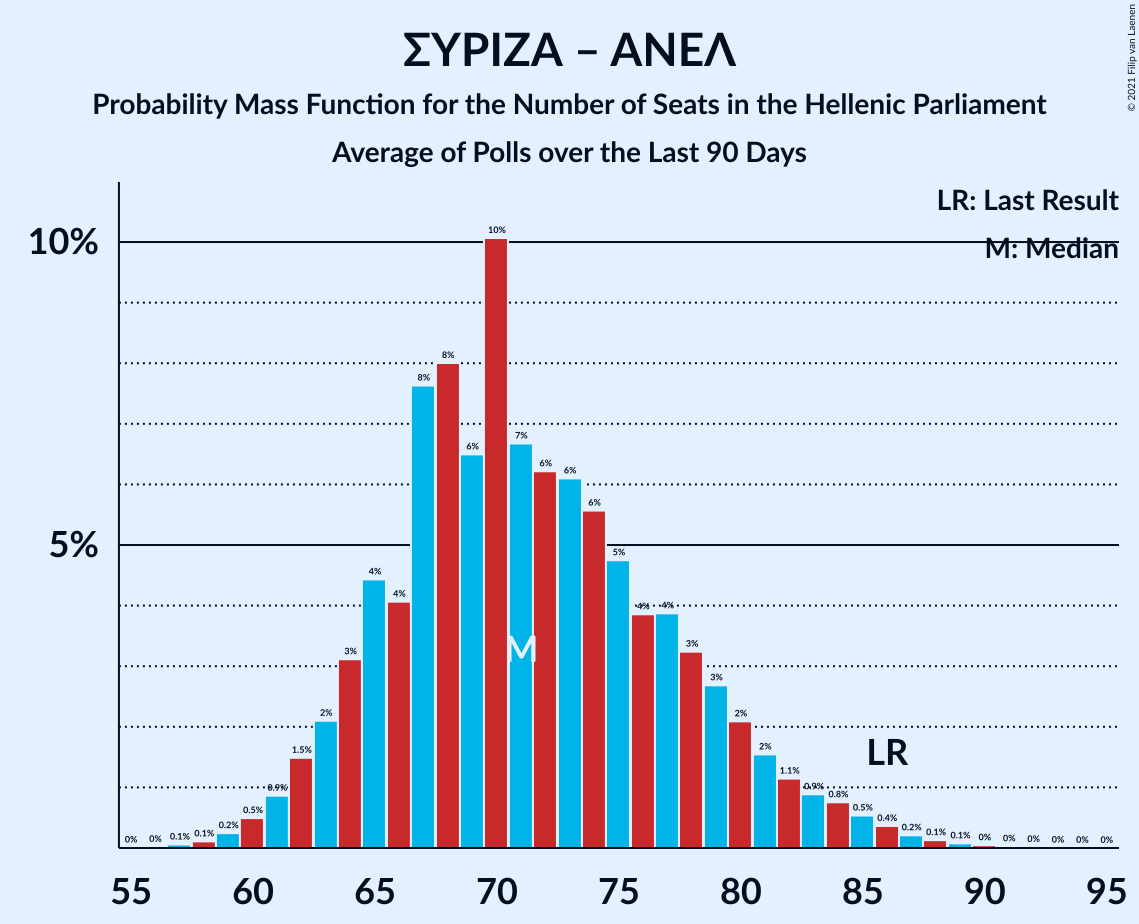 © 2021 Filip van Laenen
ΣΥΡΙΖΑ – ΑΝΕΛ
Probability Mass Function for the Number of Seats in the Hellenic Parliament
Average of Polls over the Last 90 Days
LR: Last Result
M: Median
10%
5%
0% 0% 0.1% 0.1% 0.2% 0.5% 0.9% 1.5% 2% 3% 4% 4% 8% 8% 6% 10% 7% 6% 6% 6% 5% 4% 4% 3% 3% 2% 2% 1.1% 0.9% 0.8% 0.5% 0.4% 0.2% 0.1% 0.1% 0% 0% 0% 0% 0% 0%
M
LR
55 60 65 70 75 80 85 90 95